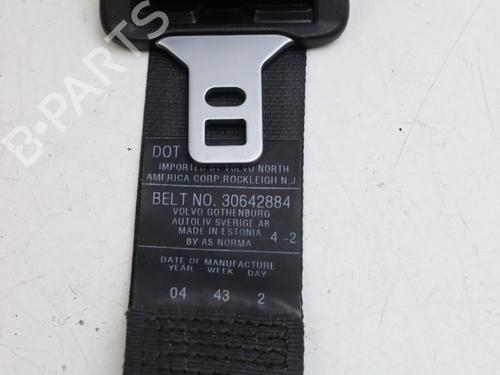 DOT
IMPORTED BY VOLVO NORTH
AMERICA CORP.ROCKLEIGH N.J.
BELT NO. 30642884
VOLVO GOTHENBURG
AUTOLIV SVERIGE AB
MADE IN ESTONIA 4-2
BY AS NORMA
DATE OF MANUFACTURE
YEAR WEEK DAY
04 43 2
B-PARTS